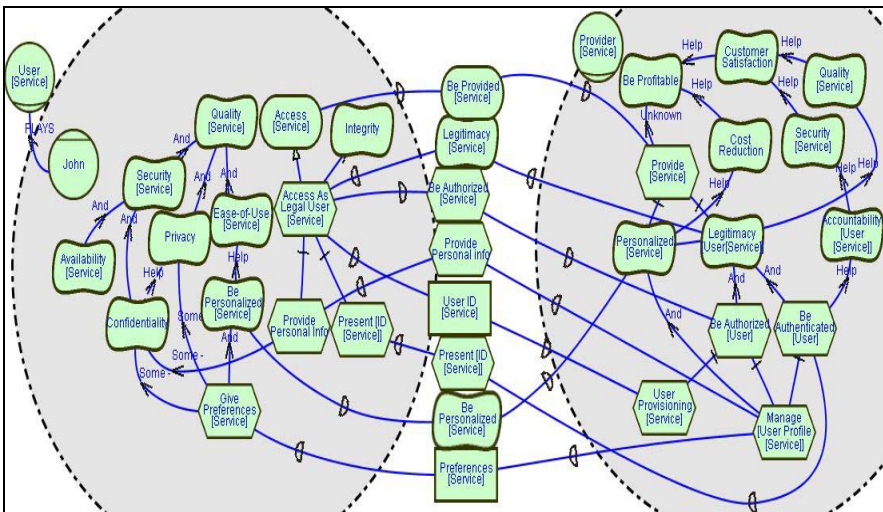 User
[Service]
PLAYS
John
Quality
[Service]
And
And
And
Security
[Service]
And
And
Availability
[Service]
Privacy
Ease-of-Use
[Service]
Help
Help
Confidentiality
Be
Personalized
[Service]
And
Some -
Some -
Some -
Give
Preferences
[Service]
Access
[Service]
Integrity
Access As
Legal User
[Service]
Provide
Personal Info
Present [ID
[Service]]
Be Provided
[Service]
Legitimacy
[Service]
Be Authorized
[Service]
Provide
Personal info
User ID
[Service]
Present [ID
[Service]]
Be
Personalized
[Service]
Preferences
[Service]
Provider
[Service]
Be Profitable
Help
Customer
Satisfaction
Help
Quality
[Service]
Help
Help
Unknown
Cost
Reduction
Security
[Service]
Provide
[Service]
Help
Help
Help
Personalized
[Service]
Legitimacy
[User[Service]
Accountability
[User
[Service]]
And
And
Help
And
Be Authorized
[User]
Be
Authenticated
[User]
User
Provisioning
[Service]
Manage
[User Profile
[Service]]